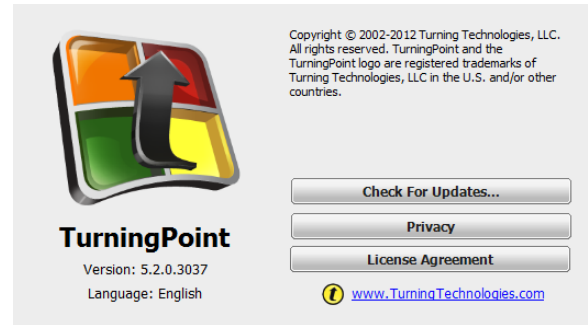 Copyright © 2002-2012 Turning Technologies, LLC.
All rights reserved. TurningPoint and the
TurningPoint logo are registered trademarks of
Turning Technologies, LLC in the U.S. and/or other
countries.
Check For Updates...
Privacy
License Agreement
www.TurningTechnologies.com
TurningPoint
Version: 5.2.0.3037
Language: English